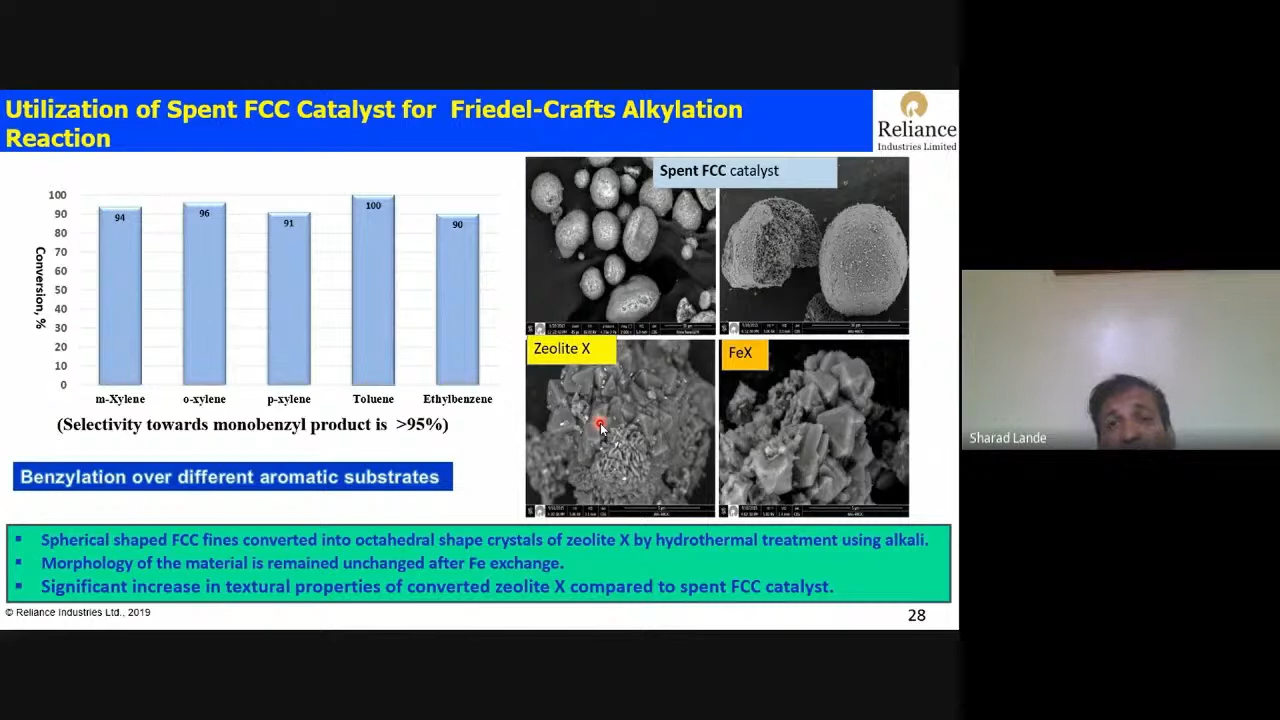 Utilization of Spent FCC Catalyst for Friedel-Crafts Alkylation
Reaction
Reliance
Industries Limited
100
90
80
70
60
50
40
30
20
10
0
Conversion, %
94
96
91
100
90
m-Xylene
o-xylene
p-xylene
Toluene
Ethylbenzene
(Selectivity towards monobenzyl product is >95%)
Benzylation over different aromatic substrates
Spent FCC catalyst
Zeolite X
FeX
▪ Spherical shaped FCC fines converted into octahedral shape crystals of zeolite X by hydrothermal treatment using alkali.
▪ Morphology of the material is remained unchanged after Fe exchange.
▪ Significant increase in textural properties of converted zeolite X compared to spent FCC catalyst.
© Reliance Industries Ltd., 2019
28
Sharad Lande